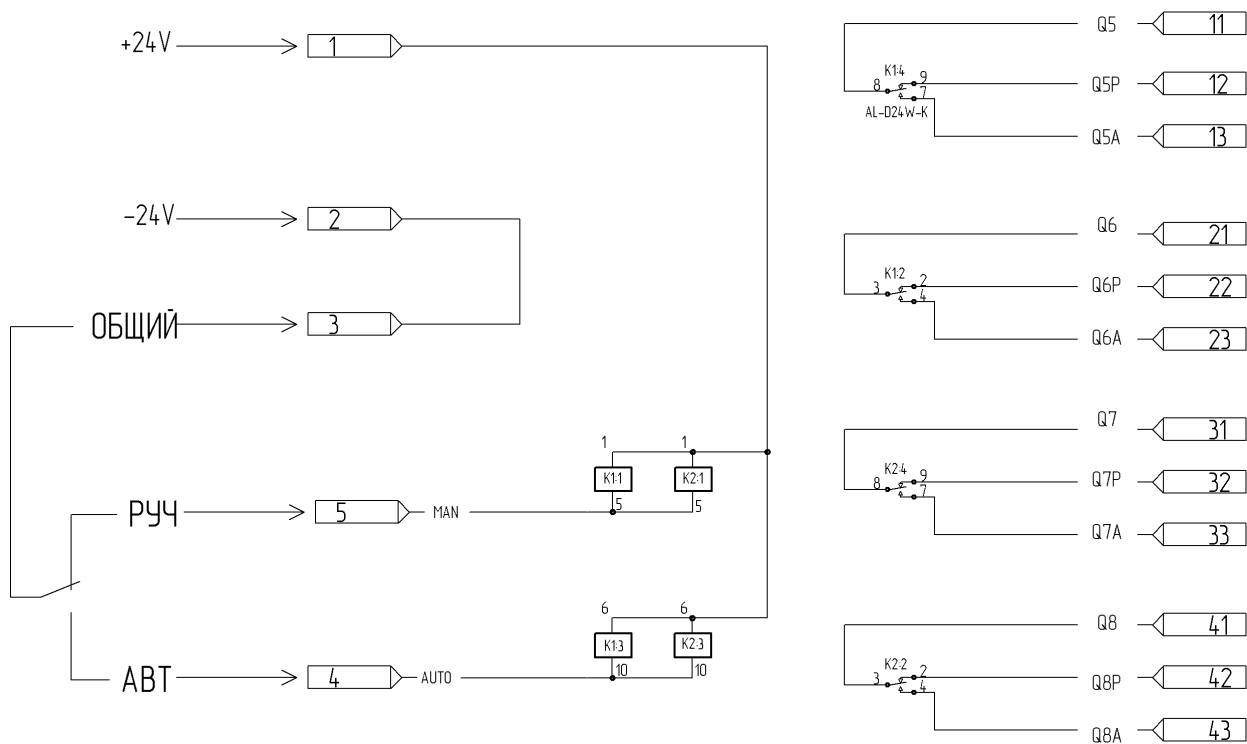 +24V 1
-24V 2
ОБЩИЙ 3
1 1
K1:1 K2:1
РУЧ 5 MAN 5 5
6 6
K1:3 K2:3
АВТ 4 AUTO 10 10
Q5 11
K1:4
8 9 Q5P 12
7
AL-D24W-K
Q5A 13
Q6 21
K1:2
3 2 Q6P 22
4
Q6A 23
Q7 31
K2:4
8 9 Q7P 32
7
Q7A 33
Q8 41
K2:2
3 2 Q8P 42
4
Q8A 43